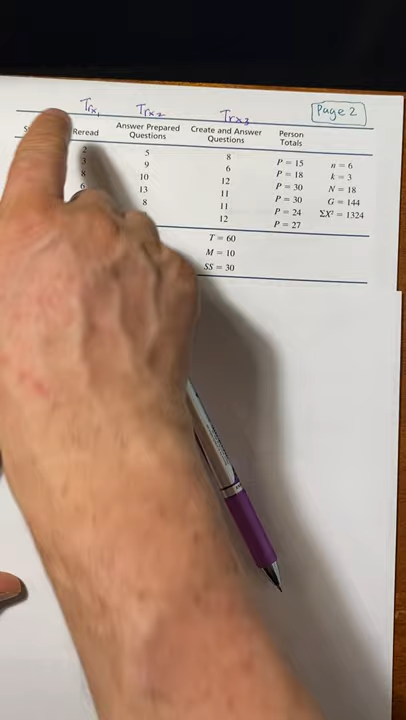 Trx1 Trx2 Trx3 Page 2
Reread Answer Prepared Questions Create and Answer Questions Person Totals
2 5 8 P = 15 n = 6
3 9 6 P = 18 k = 3
8 10 12 P = 30 N = 18
6 13 11 P = 30 G = 144
8 11 P = 24 ΣX² = 1324
12 P = 27
T = 60
M = 10
SS = 30